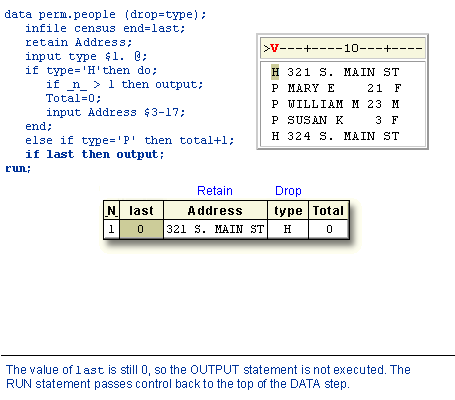 data perm.people (drop=type);
infile census end=last;
retain Address;
input type $1. @;
if type='H'then do;
if _n_ > 1 then output;
Total=0;
input Address $3-17;
end;
else if type='P' then total+1;
if last then output;
run;
>V---+----10---+----
H 321 S. MAIN ST
P MARY E 21 F
P WILLIAM M 23 M
P SUSAN K 3 F
H 324 S. MAIN ST
Retain Drop
_N_ last Address type Total
1 0 321 S. MAIN ST H 0
The value of last is still 0, so the OUTPUT statement is not executed. The
RUN statement passes control back to the top of the DATA step.